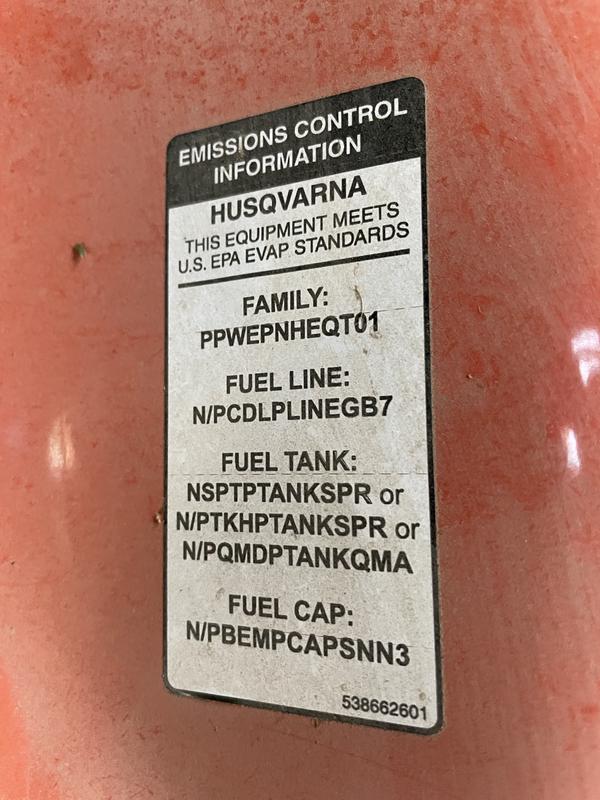 EMISSIONS CONTROL
INFORMATION
HUSQVARNA
THIS EQUIPMENT MEETS
U.S. EPA EVAP STANDARDS
FAMILY:
PPWEPNHEQT01
FUEL LINE:
N/PCDLPLINEGB7
FUEL TANK:
NSPTPTANKSPR or
N/PTKHPTANKSPR or
N/PQMDPTANKQMA
FUEL CAP:
N/PBEMPCAPSNN3
538662601